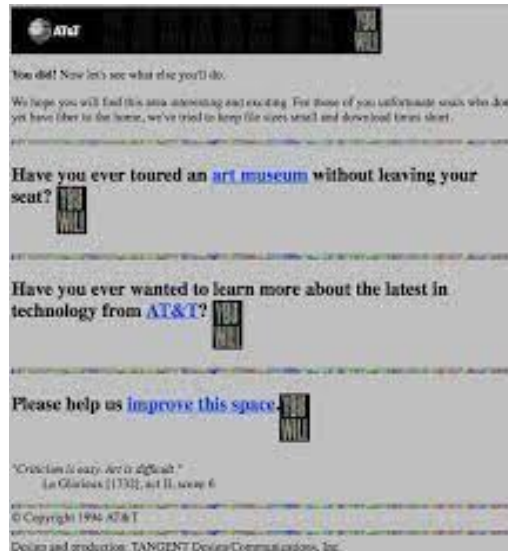 AT&T YOU WILL
You did! Now let's see what else you'll do.
We hope you will find this area interesting and exciting. For those of you unfortunate souls who don
yet have fiber to the home, we've tried to keep file sizes small and download times short.
Have you ever toured an art museum without leaving your
seat? YOU WILL
Have you ever wanted to learn more about the latest in
technology from AT&T? YOU WILL
Please help us improve this space. YOU WILL
"Criticism is easy. Art is difficult."
Le Glorieux [1732], act II, scene 6
© Copyright 1994 AT&T
Design and production: TANGENT Design/Communications, Inc.